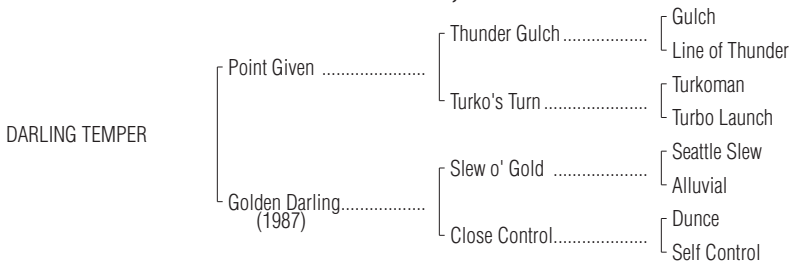 Gulch
Thunder Gulch..................
Line of Thunder
Point Given ......................
Turkoman
Turko's Turn......................
Turbo Launch
DARLING TEMPER
Seattle Slew
Slew o' Gold ....................
Alluvial
Golden Darling..................
(1987)
Dunce
Close Control....................
Self Control